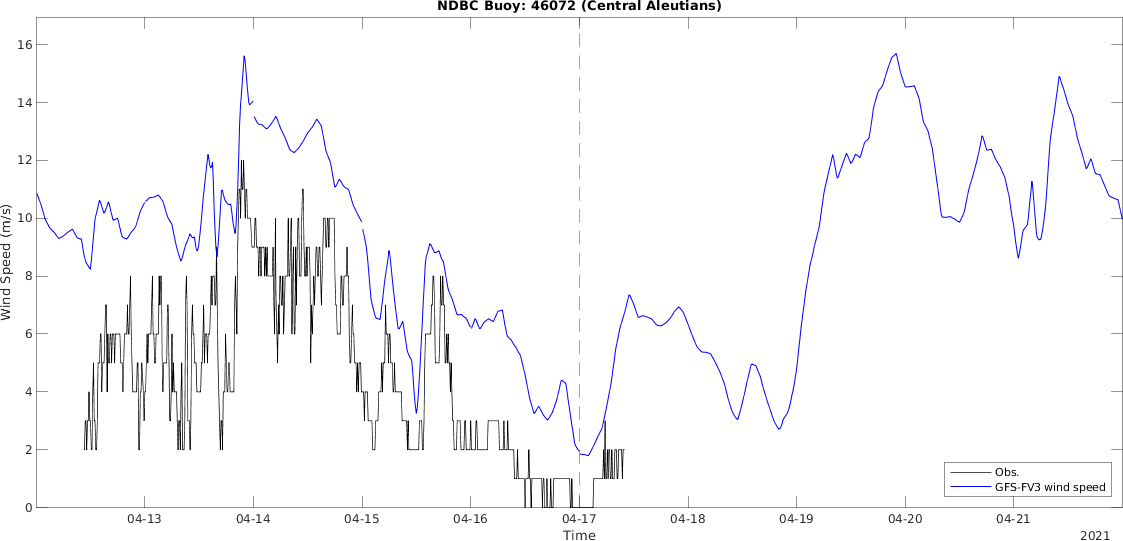 NDBC Buoy: 46072 (Central Aleutians)
Wind Speed (m/s)
16
14
12
10
8
6
4
2
0
04-13 04-14 04-15 04-16 04-17 04-18 04-19 04-20 04-21
Time
2021
Obs.
GFS-FV3 wind speed